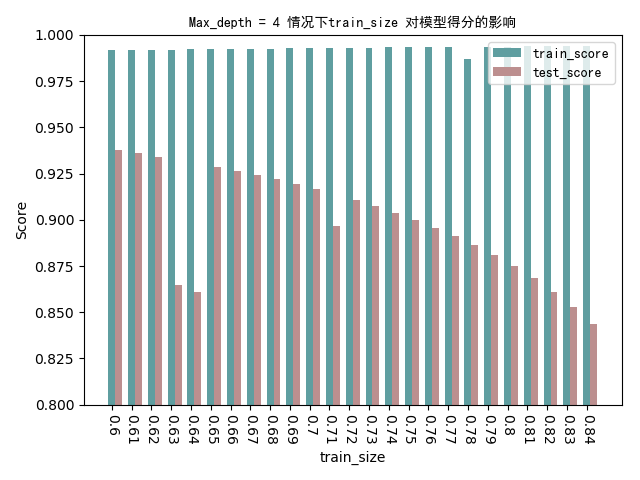 Max_depth = 4 情况下train_size 对模型得分的影响
1.000
0.975
0.950
0.925
0.900
0.875
0.850
0.825
0.800
Score
train_score
test_score
0.6 0.61 0.62 0.63 0.64 0.65 0.66 0.67 0.68 0.69 0.7 0.71 0.72 0.73 0.74 0.75 0.76 0.77 0.78 0.79 0.8 0.81 0.82 0.83 0.84
train_size